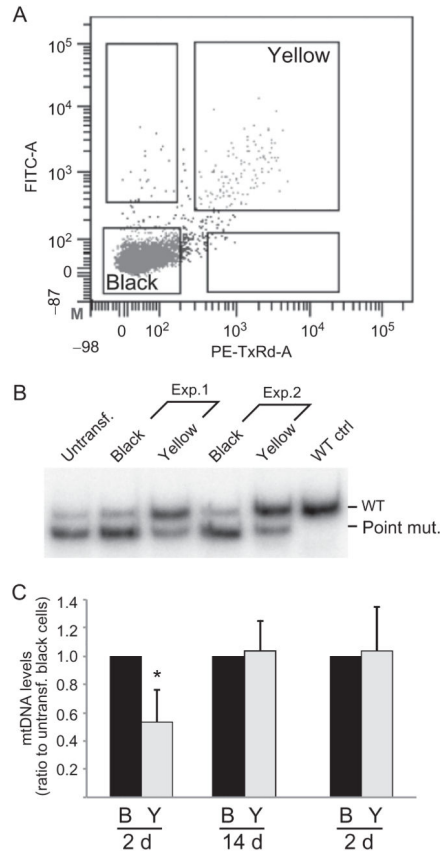 A
Yellow
Black
FITC-A
10⁵
10⁴
10³
10²
0
−87
M
−98
0 10² 10³ 10⁴ 10⁵
PE-TxRd-A
B
Exp.1 Exp.2
Untransf. Black Yellow Black Yellow WT ctrl
WT
Point mut.
C
mtDNA levels
(ratio to untransf. black cells)
1.4
1.2
1.0
0.8
0.6
0.4
0.2
*
B Y B Y B Y
2 d 14 d 2 d